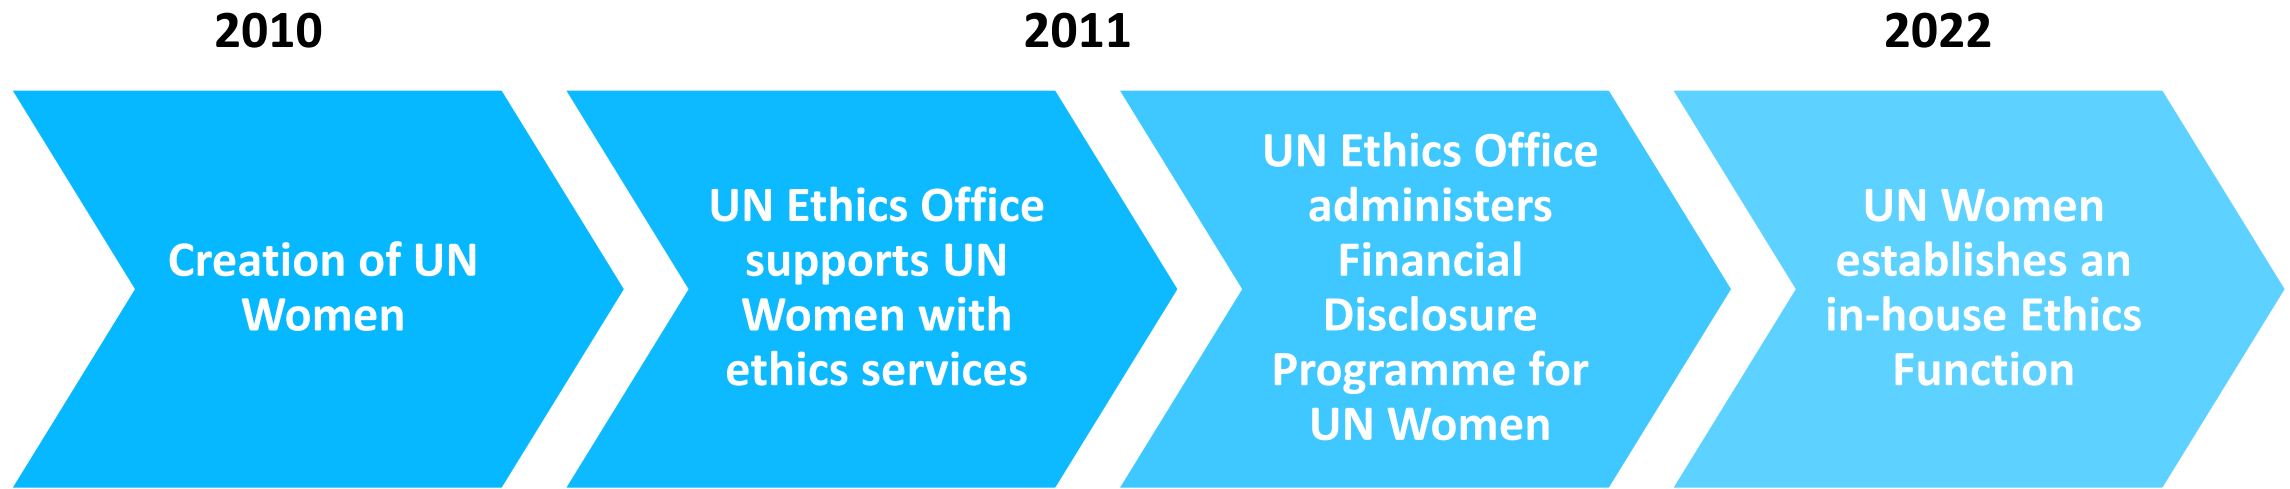 2010
2011
2022
Creation of UN
Women
UN Ethics Office
supports UN
Women with
ethics services
UN Ethics Office
administers
Financial
Disclosure
Programme for
UN Women
UN Women
establishes an
in-house Ethics
Function